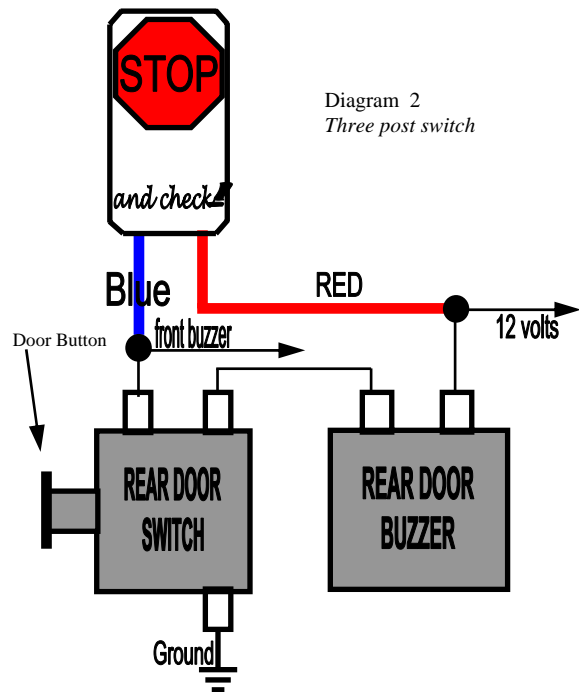 STOP
Diagram 2
Three post switch
and check
Blue
RED
12 volts
Door Button
front buzzer
REAR DOOR
SWITCH
REAR DOOR
BUZZER
Ground